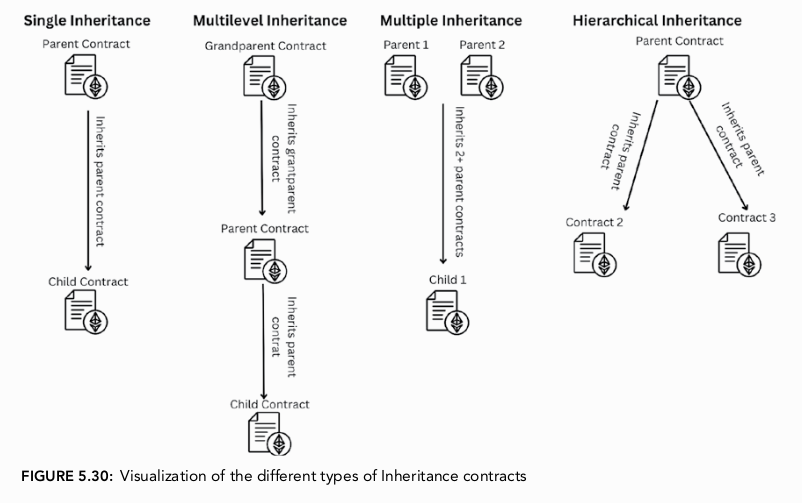 Single Inheritance
Parent Contract
Inherits parent contract
Child Contract
Multilevel Inheritance
Grandparent Contract
Inherits grantparent
contract
Parent Contract
Inherits parent
contrat
Child Contract
Multiple Inheritance
Parent 1
Parent 2
Inherits 2+ parent contracts
Child 1
Hierarchical Inheritance
Parent Contract
Inherits parent
contract
Inherits parent
contract
Contract 2
Contract 3
FIGURE 5.30: Visualization of the different types of Inheritance contracts